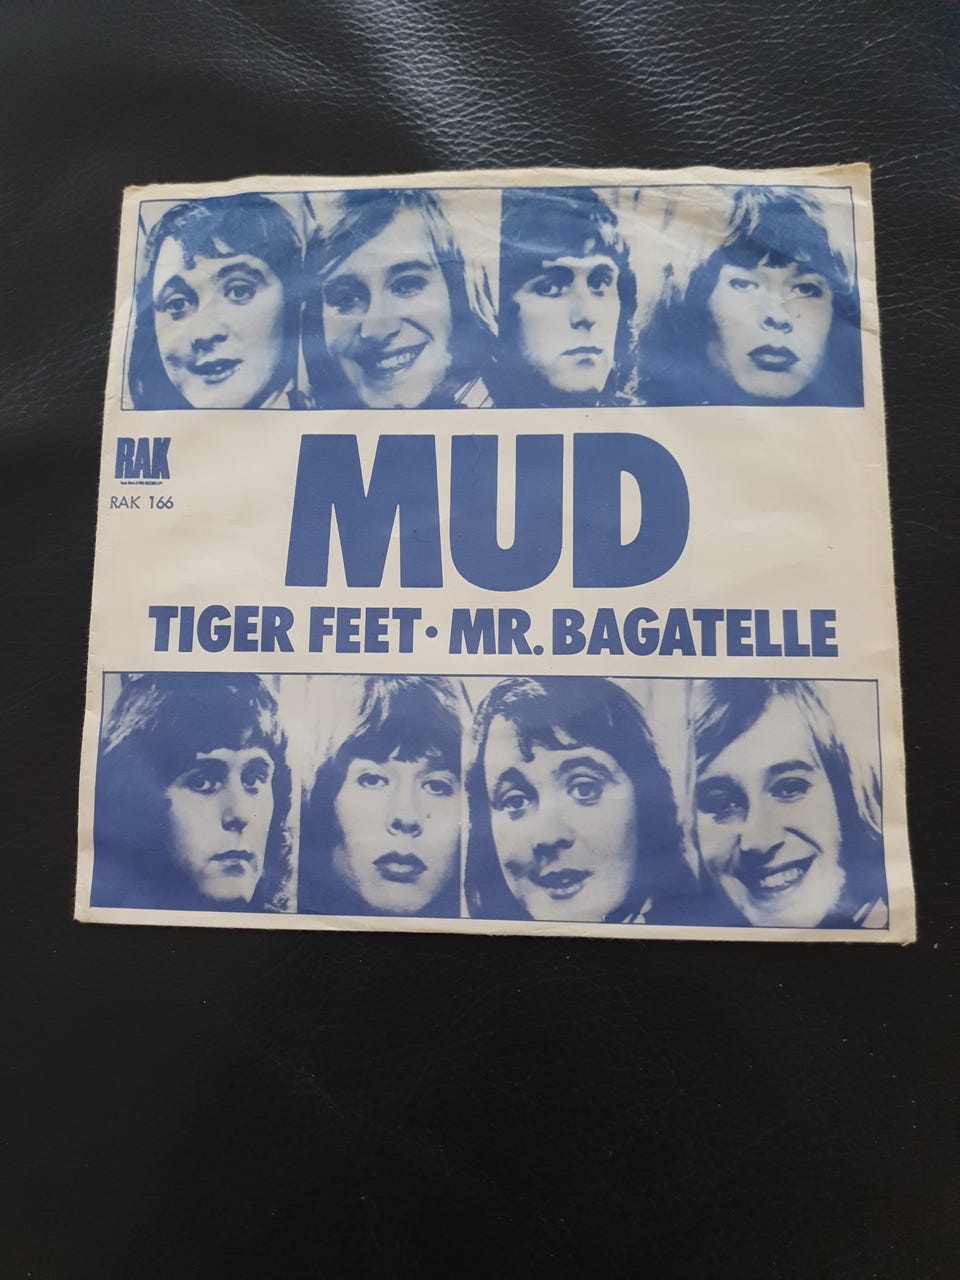 RAK
RAK 166
MUD
TIGER FEET · MR. BAGATELLE